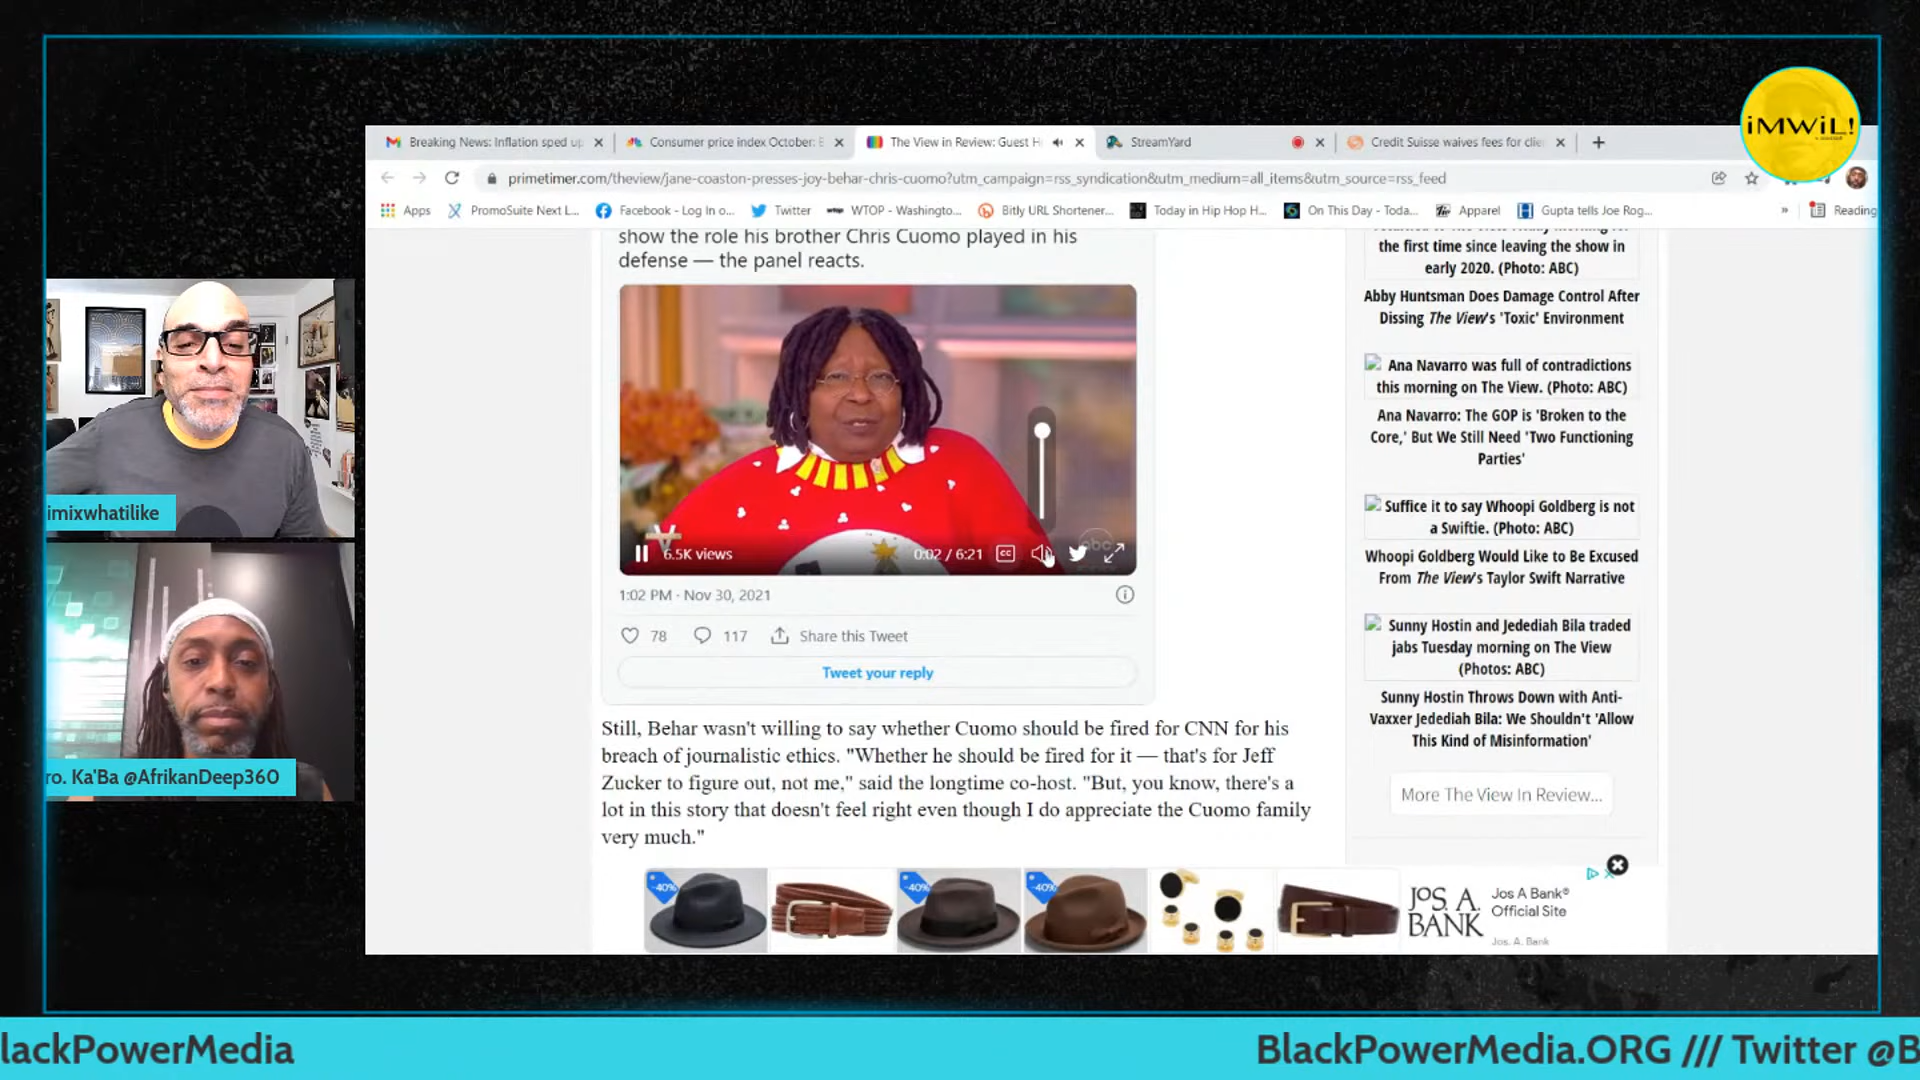 iMWiL!
Breaking News: Inflation sped up
Consumer price index October: E
The View in Review: Guest H
StreamYard
Credit Suisse waives fees for clie
primetimer.com/theview/jane-coaston-presses-joy-behar-chris-cuomo?utm_campaign=rss_syndication&utm_medium=all_items&utm_source=rss_feed
Apps
PromoSuite Next L...
Facebook - Log In o...
Twitter
WTOP - Washingto...
Bitly URL Shortener...
Today in Hip Hop H...
On This Day - Toda...
Apparel
Gupta tells Joe Rog...
»
Reading
show the role his brother Chris Cuomo played in his
defense — the panel reacts.
6.5K views
0:02 / 6:21
CC
abc
1:02 PM · Nov 30, 2021
78
117
Share this Tweet
Tweet your reply
Still, Behar wasn't willing to say whether Cuomo should be fired for CNN for his
breach of journalistic ethics. "Whether he should be fired for it — that's for Jeff
Zucker to figure out, not me," said the longtime co-host. "But, you know, there's a
lot in this story that doesn't feel right even though I do appreciate the Cuomo family
very much."
the first time since leaving the show in
early 2020. (Photo: ABC)
Abby Huntsman Does Damage Control After
Dissing The View's 'Toxic' Environment
Ana Navarro was full of contradictions
this morning on The View. (Photo: ABC)
Ana Navarro: The GOP is 'Broken to the
Core,' But We Still Need 'Two Functioning
Parties'
Suffice it to say Whoopi Goldberg is not
a Swiftie. (Photo: ABC)
Whoopi Goldberg Would Like to Be Excused
From The View's Taylor Swift Narrative
Sunny Hostin and Jedediah Bila traded
jabs Tuesday morning on The View
(Photos: ABC)
Sunny Hostin Throws Down with Anti-
Vaxxer Jedediah Bila: We Shouldn't 'Allow
This Kind of Misinformation'
More The View In Review...
-40%
-40%
-40%
JOS. A.
BANK
Jos A Bank®
Official Site
Jos. A. Bank
imixwhatilike
ro. Ka'Ba @AfrikanDeep360
lackPowerMedia
BlackPowerMedia.ORG /// Twitter @B